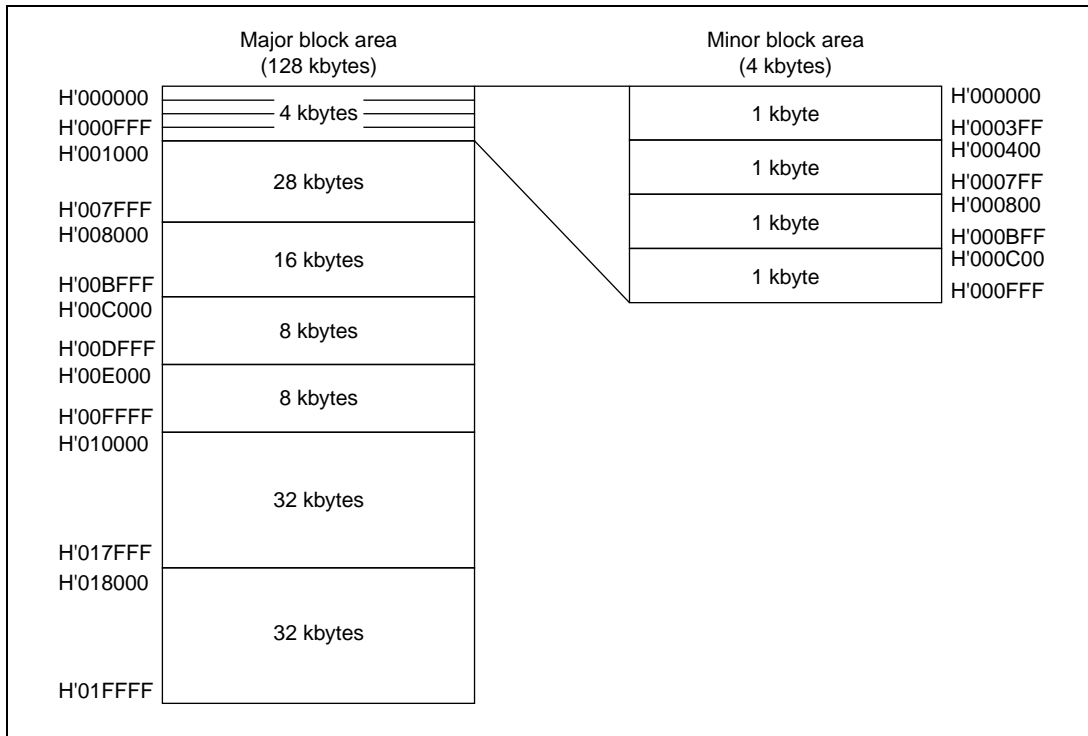 Major block area
(128 kbytes)
H'000000
4 kbytes
H'000FFF
H'001000
28 kbytes
H'007FFF
H'008000
16 kbytes
H'00BFFF
H'00C000
8 kbytes
H'00DFFF
H'00E000
8 kbytes
H'00FFFF
H'010000
32 kbytes
H'017FFF
H'018000
32 kbytes
H'01FFFF
Minor block area
(4 kbytes)
H'000000
1 kbyte
H'0003FF
H'000400
1 kbyte
H'0007FF
H'000800
1 kbyte
H'000BFF
H'000C00
1 kbyte
H'000FFF